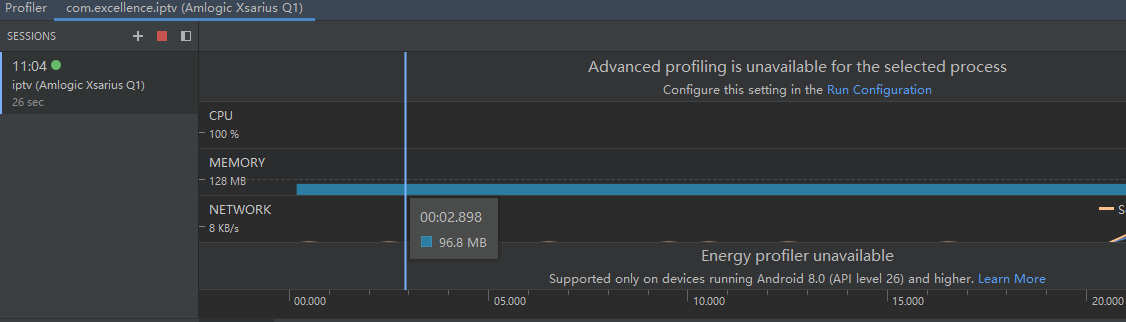 Profiler com.excellence.iptv (Amlogic Xsarius Q1)
SESSIONS
11:04
iptv (Amlogic Xsarius Q1)
26 sec
Advanced profiling is unavailable for the selected process
Configure this setting in the Run Configuration
CPU
100 %
MEMORY
128 MB
NETWORK
8 KB/s
00:02.898
96.8 MB
Energy profiler unavailable
Supported only on devices running Android 8.0 (API level 26) and higher. Learn More
00.000 05.000 10.000 15.000 20.000